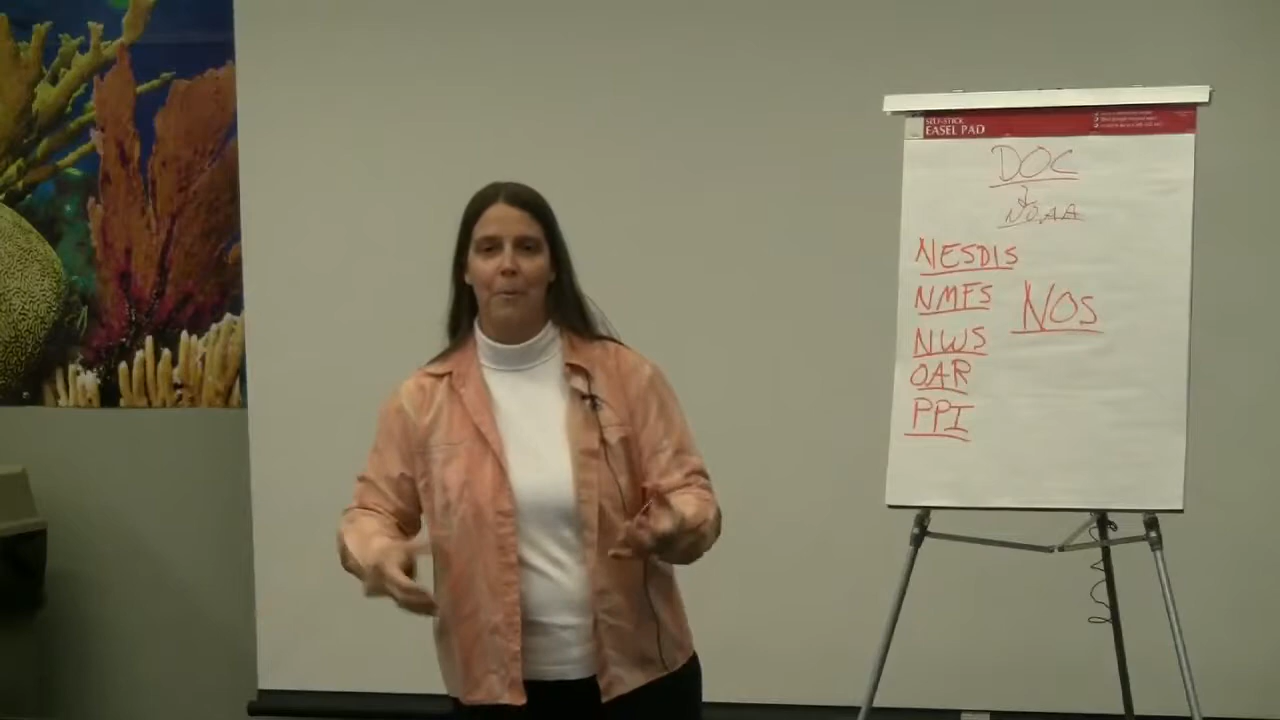 SELF-STICK
EASEL PAD
DOC
NOAA
NESDIS
NMFS
NOS
NWS
OAR
PPI